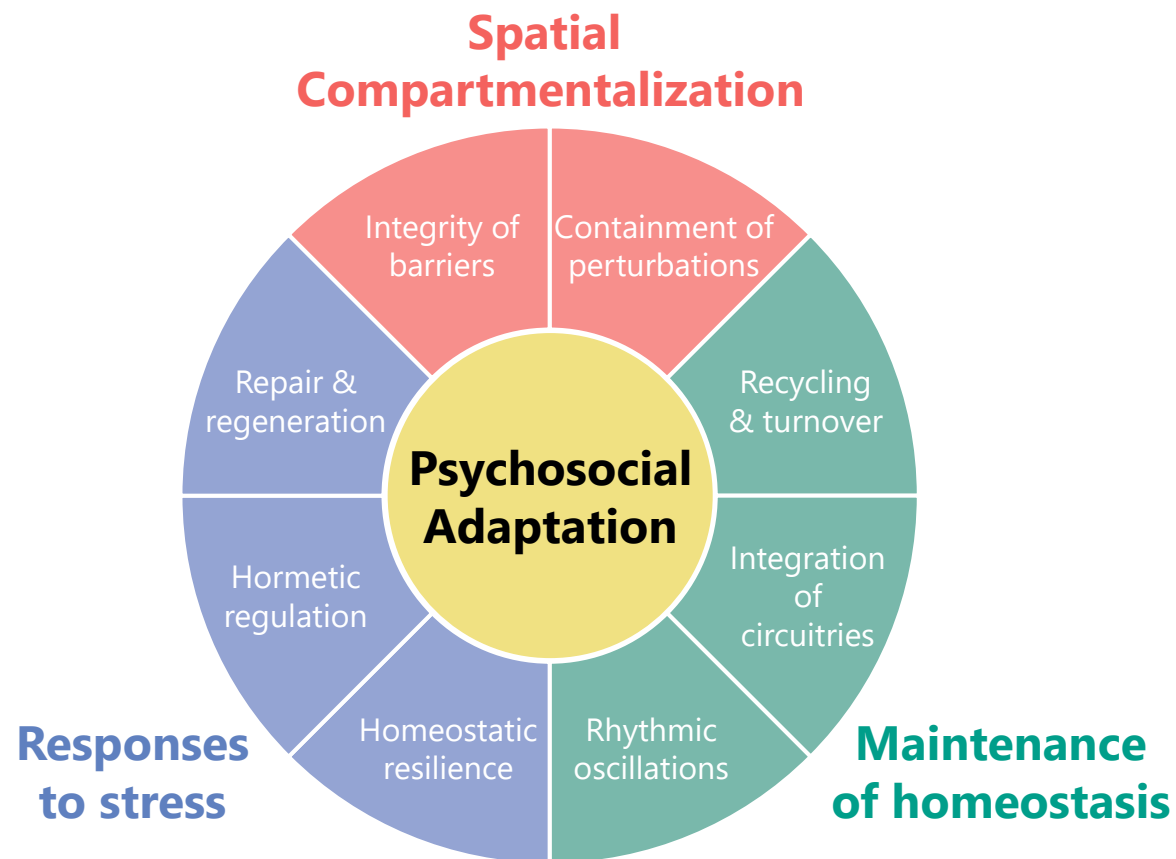 Spatial
Compartmentalization
Integrity of
barriers
Containment of
perturbations
Repair &
regeneration
Recycling
& turnover
Psychosocial
Adaptation
Hormetic
regulation
Integration
of
circuitries
Homeostatic
resilience
Rhythmic
oscillations
Responses
to stress
Maintenance
of homeostasis